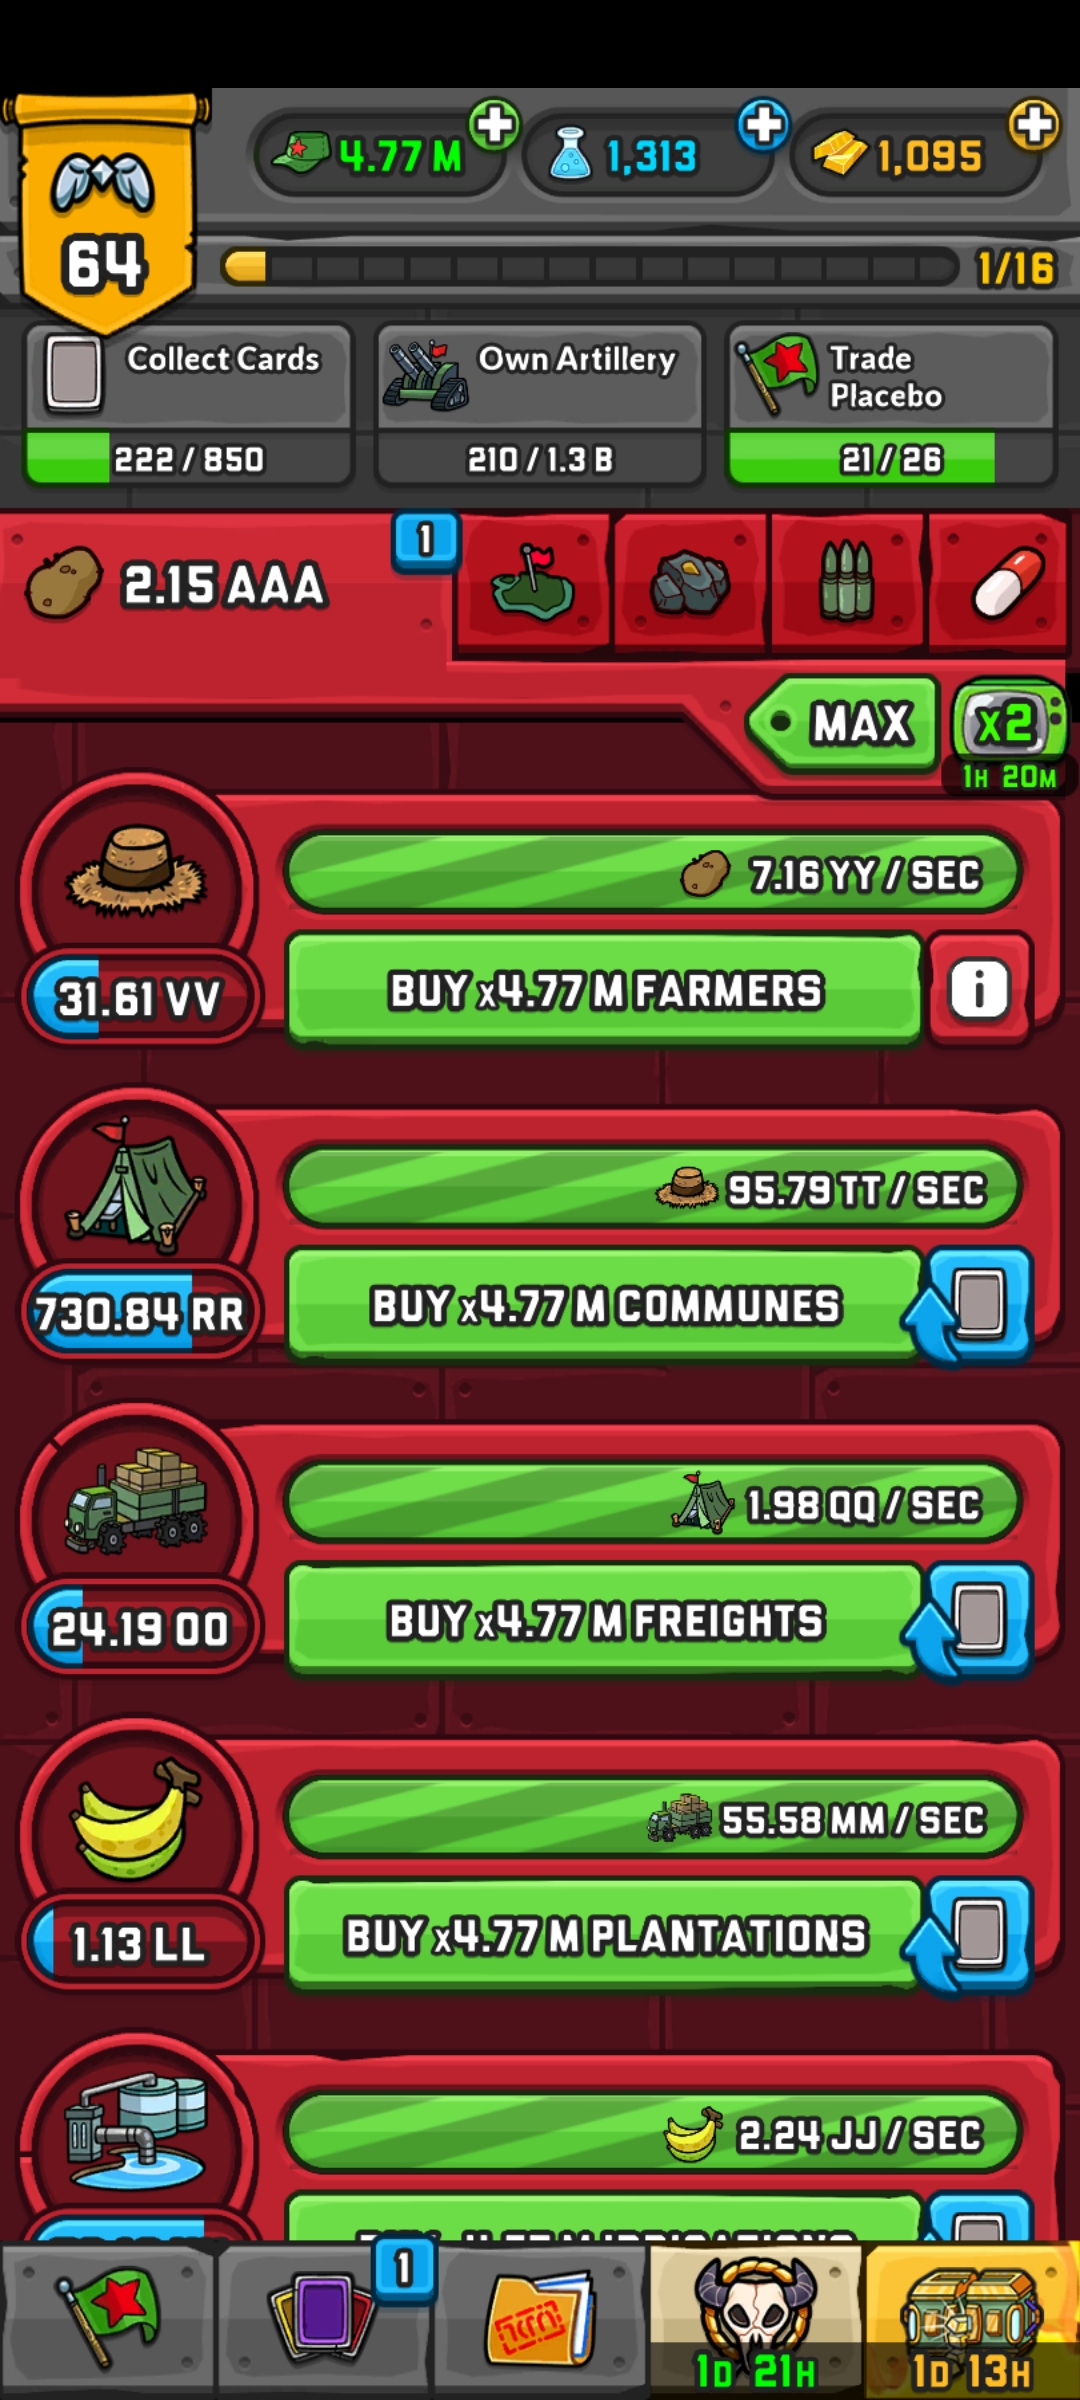 4.77 M
1,313
1,095
64
1/16
Collect Cards
222 / 850
Own Artillery
210 / 1.3 B
Trade
Placebo
21 / 26
2.15 AAA
1
MAX
x2
1H 20M
7.16 YY / SEC
31.61 VV
BUY x4.77 M FARMERS
i
95.79 TT / SEC
730.84 RR
BUY x4.77 M COMMUNES
1.98 QQ / SEC
24.19 OO
BUY x4.77 M FREIGHTS
55.58 MM / SEC
1.13 LL
BUY x4.77 M PLANTATIONS
2.24 JJ / SEC
1
1D 21H
1D 13H